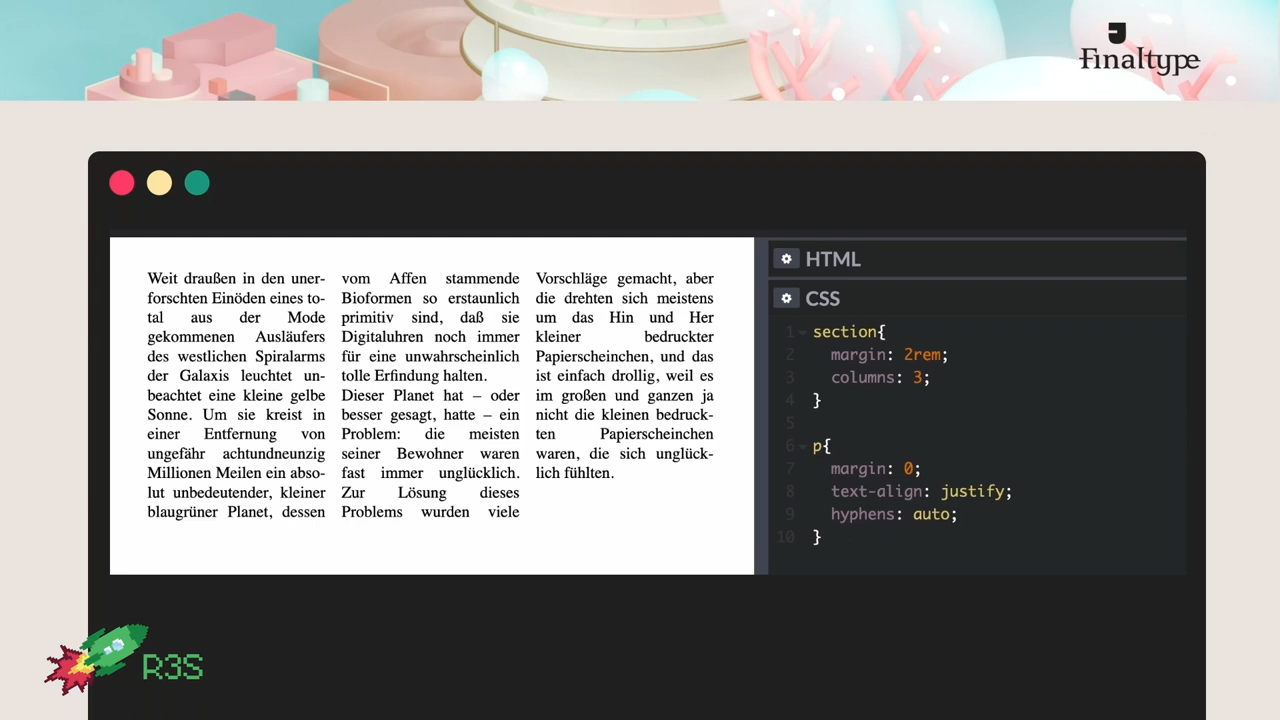 Finaltype
Weit draußen in den uner-
forschten Einöden eines to-
tal aus der Mode
gekommenen Ausläufers
des westlichen Spiralarms
der Galaxis leuchtet un-
beachtet eine kleine gelbe
Sonne. Um sie kreist in
einer Entfernung von
ungefähr achtundneunzig
Millionen Meilen ein abso-
lut unbedeutender, kleiner
blaugrüner Planet, dessen
vom Affen stammende
Bioformen so erstaunlich
primitiv sind, daß sie
Digitaluhren noch immer
für eine unwahrscheinlich
tolle Erfindung halten.
Dieser Planet hat – oder
besser gesagt, hatte – ein
Problem: die meisten
seiner Bewohner waren
fast immer unglücklich.
Zur Lösung dieses
Problems wurden viele
Vorschläge gemacht, aber
die drehten sich meistens
um das Hin und Her
kleiner bedruckter
Papierscheinchen, und das
ist einfach drollig, weil es
im großen und ganzen ja
nicht die kleinen bedruck-
ten Papierscheinchen
waren, die sich unglück-
lich fühlten.
HTML
CSS
1 section{
2 margin: 2rem;
3 columns: 3;
4 }
5
6 p{
7 margin: 0;
8 text-align: justify;
9 hyphens: auto;
10 }
R3S